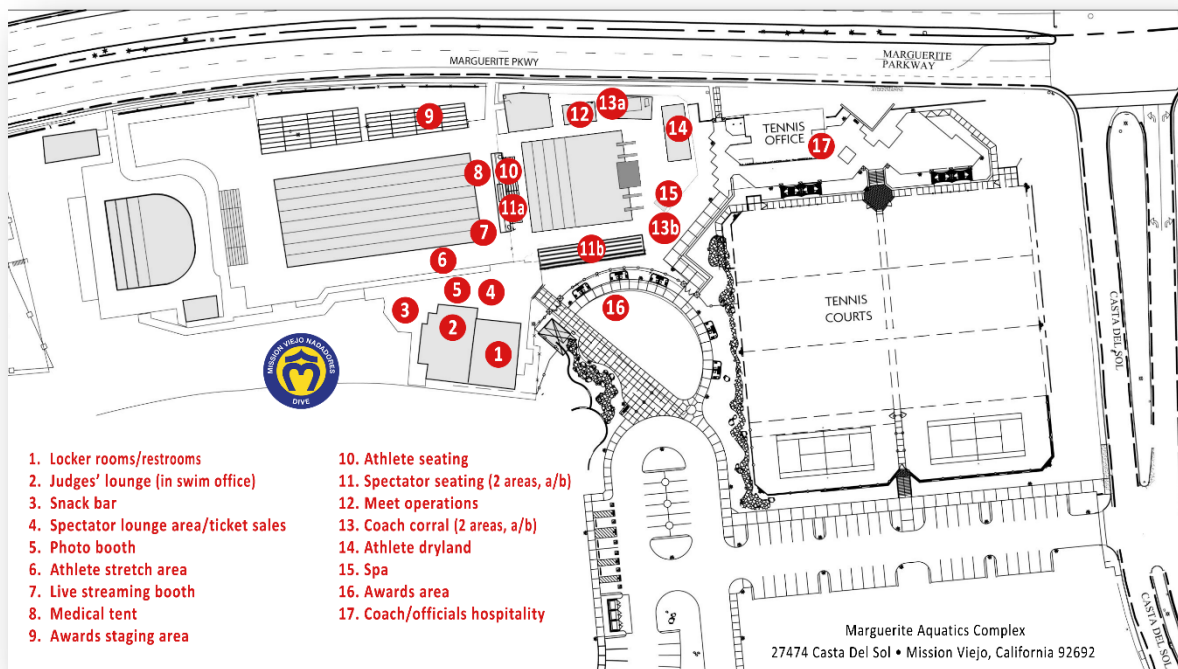 MARGUERITE PKWY
MARGUERITE
PARKWAY
9
12
13a
14
TENNIS
OFFICE
17
8
10
11a
15
13b
7
11b
6
5
4
3
2
1
16
TENNIS
COURTS
CASTA DEL SOL
MISSION VIEJO NADADORES
DIVE
1. Locker rooms/restrooms
2. Judges' lounge (in swim office)
3. Snack bar
4. Spectator lounge area/ticket sales
5. Photo booth
6. Athlete stretch area
7. Live streaming booth
8. Medical tent
9. Awards staging area
10. Athlete seating
11. Spectator seating (2 areas, a/b)
12. Meet operations
13. Coach corral (2 areas, a/b)
14. Athlete dryland
15. Spa
16. Awards area
17. Coach/officials hospitality
CASTA DEL SOL
Marguerite Aquatics Complex
27474 Casta Del Sol • Mission Viejo, California 92692